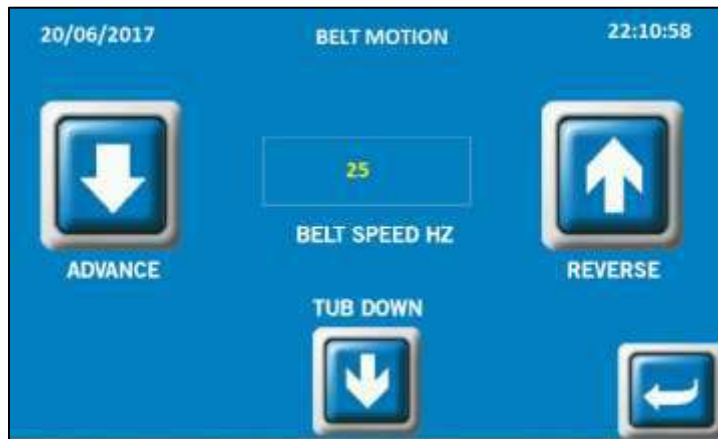 20/06/2017 BELT MOTION 22:10:58
25
BELT SPEED HZ
ADVANCE REVERSE
TUB DOWN